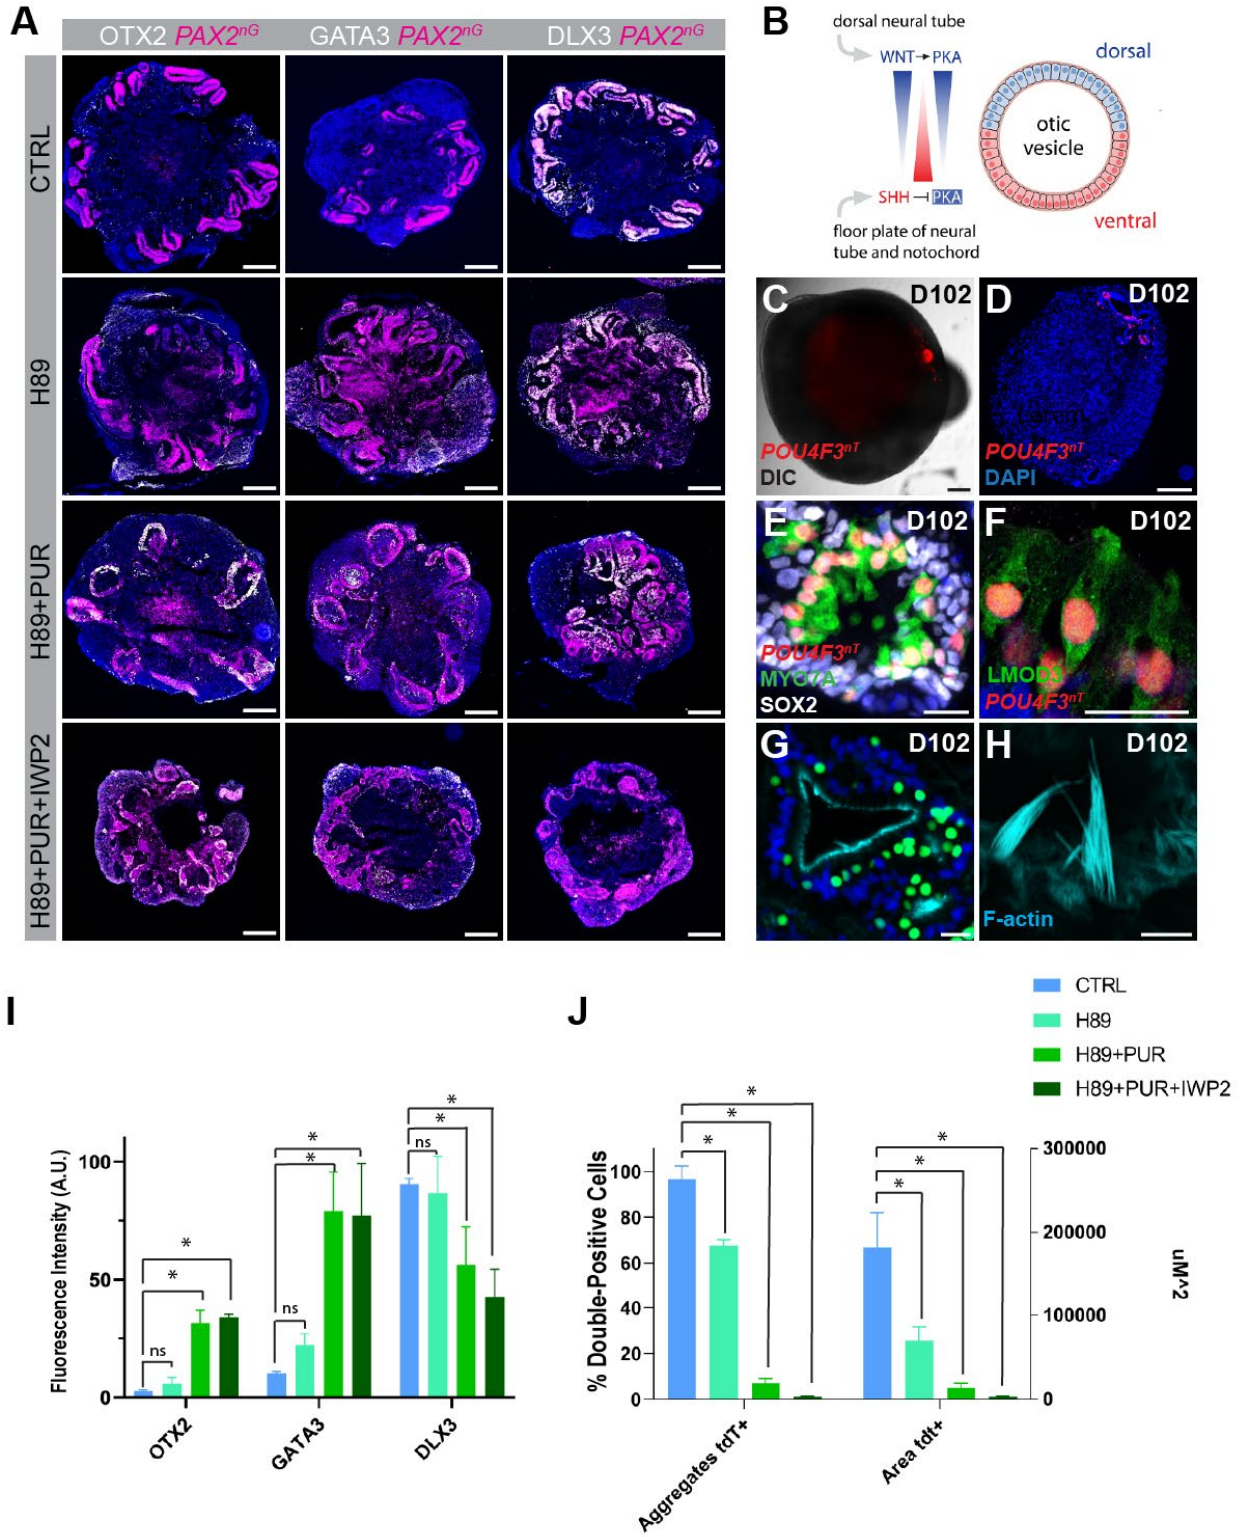 A
OTX2 PAX2nG
GATA3 PAX2nG
DLX3 PAX2nG
CTRL
H89
H89+PUR
H89+PUR+IWP2
B
dorsal neural tube
WNT → PKA
dorsal
otic
vesicle
SHH ⊣ PKA
ventral
floor plate of neural
tube and notochord
C
D102
POU4F3nT
DIC
D
D102
POU4F3nT
DAPI
E
D102
POU4F3nT
MYO7A
SOX2
F
D102
LMOD3
POU4F3nT
G
D102
H
D102
F-actin
I
Fluorescence Intensity (A.U.)
100
50
0
ns
*
*
ns
*
*
ns
*
*
OTX2
GATA3
DLX3
J
CTRL
H89
H89+PUR
H89+PUR+IWP2
% Double-Positive Cells
100
80
60
40
20
0
*
*
*
*
*
*
300000
200000
100000
0
uM^2
Aggregates tdT+
Area tdt+